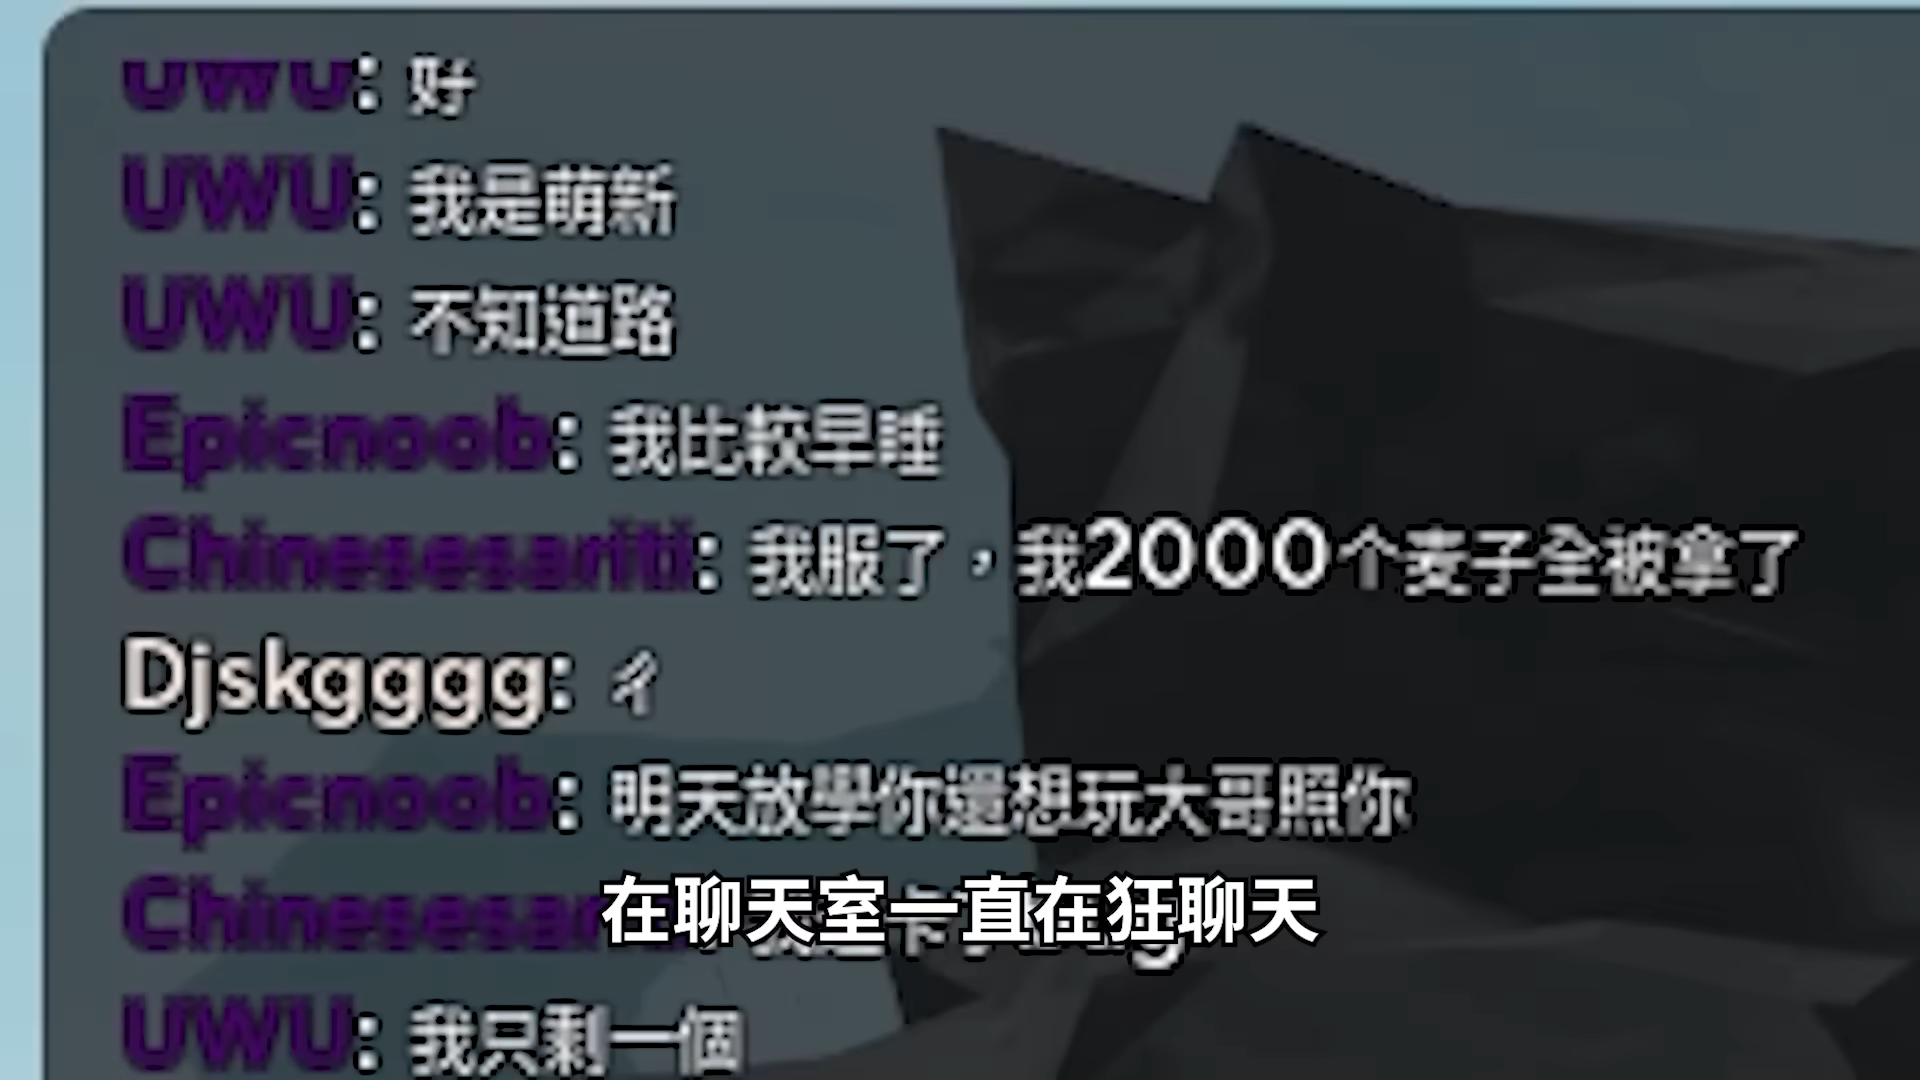 UWU: 好
UWU: 我是萌新
UWU: 不知道路
Epicnoob: 我比較早睡
Chinesesariti: 我服了，我2000个麦子全被拿了
Djskgggg: ㄔ
Epicnoob: 明天放學你還想玩大哥照你
在聊天室一直在狂聊天
UWU: 我只剩一個